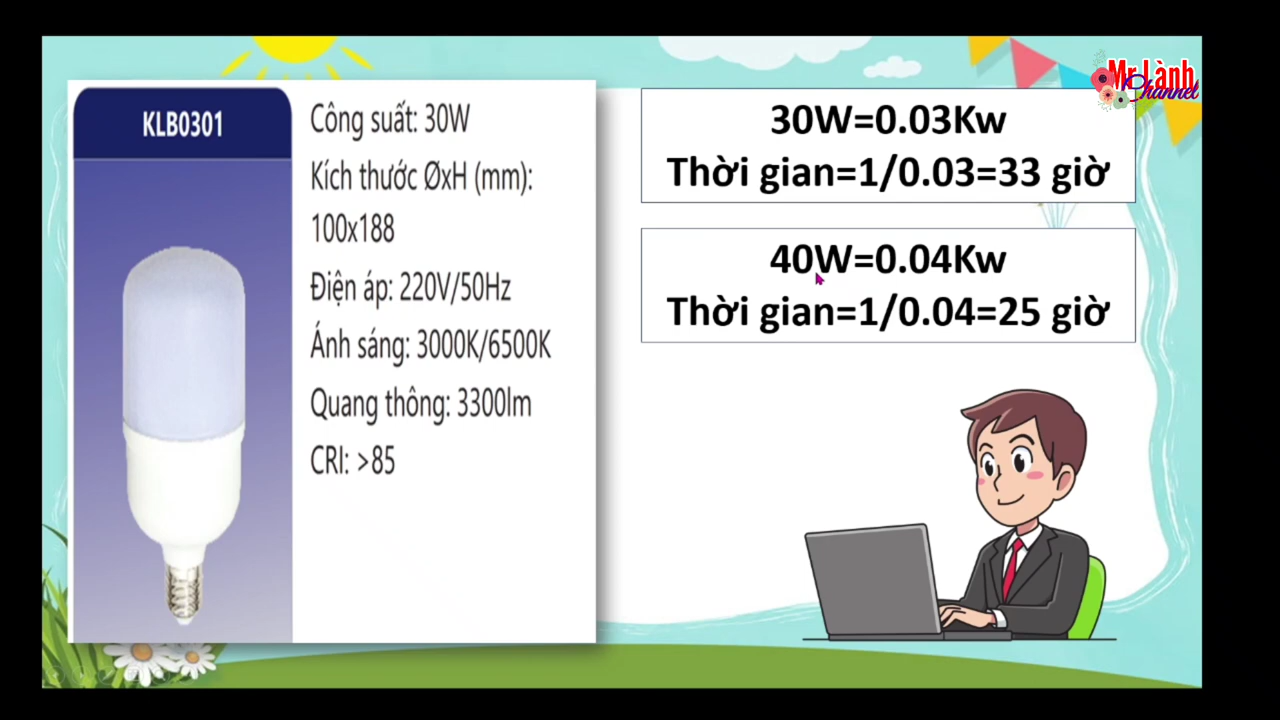 KLB0301
Công suất: 30W
Kích thước ØxH (mm):
100x188
Điện áp: 220V/50Hz
Ánh sáng: 3000K/6500K
Quang thông: 3300lm
CRI: >85
30W=0.03Kw
Thời gian=1/0.03=33 giờ
40W=0.04Kw
Thời gian=1/0.04=25 giờ
Mr Lành
Channel